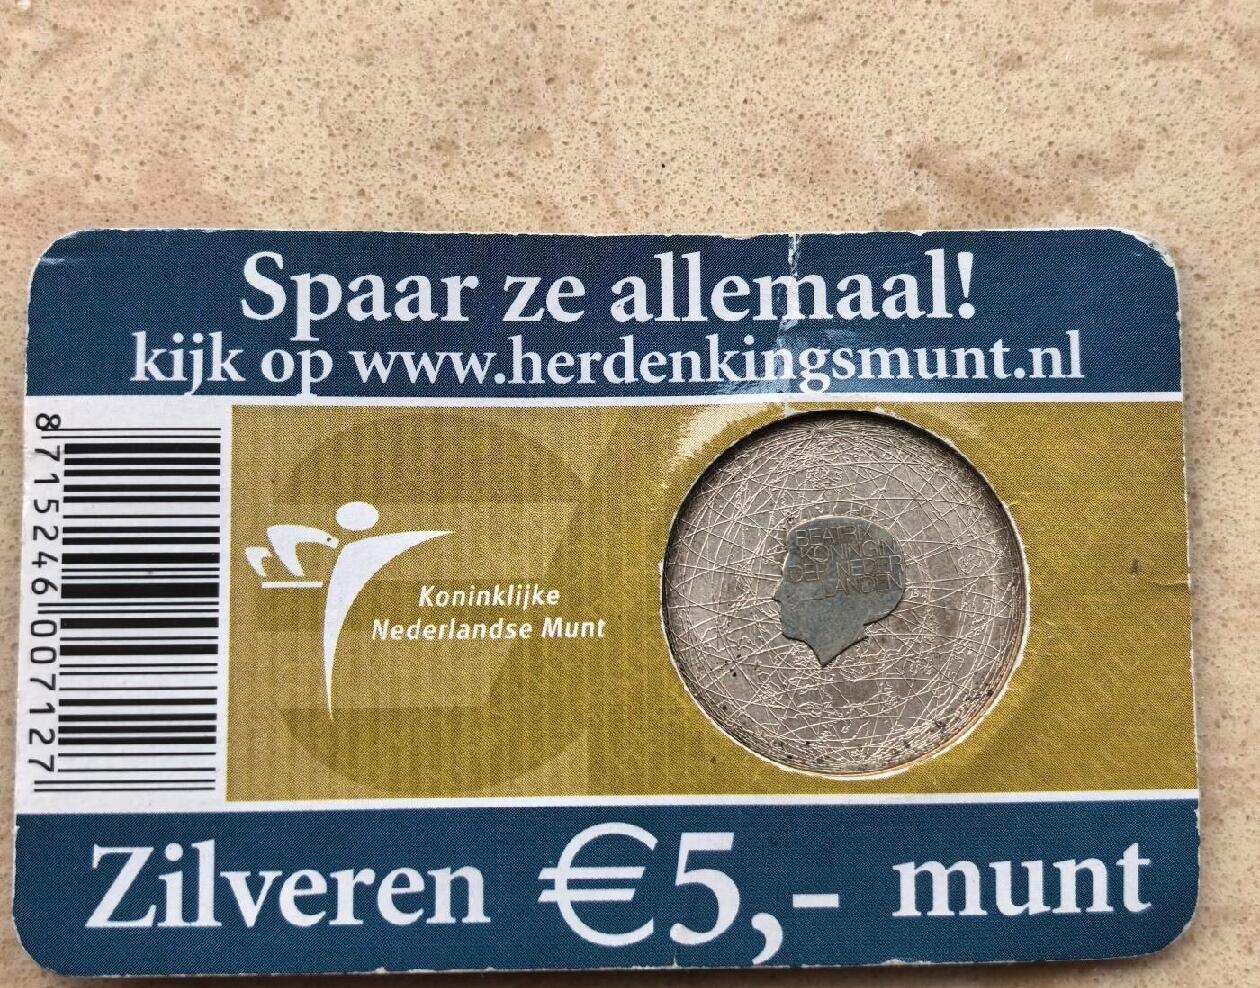 Spaar ze allemaal!
kijk op www.herdenkingsmunt.nl
8715246007127
Koninklijke
Nederlandse Munt
BEATRIX
KONINGIN
DER NEDER
LANDEN
Zilveren €5,- munt